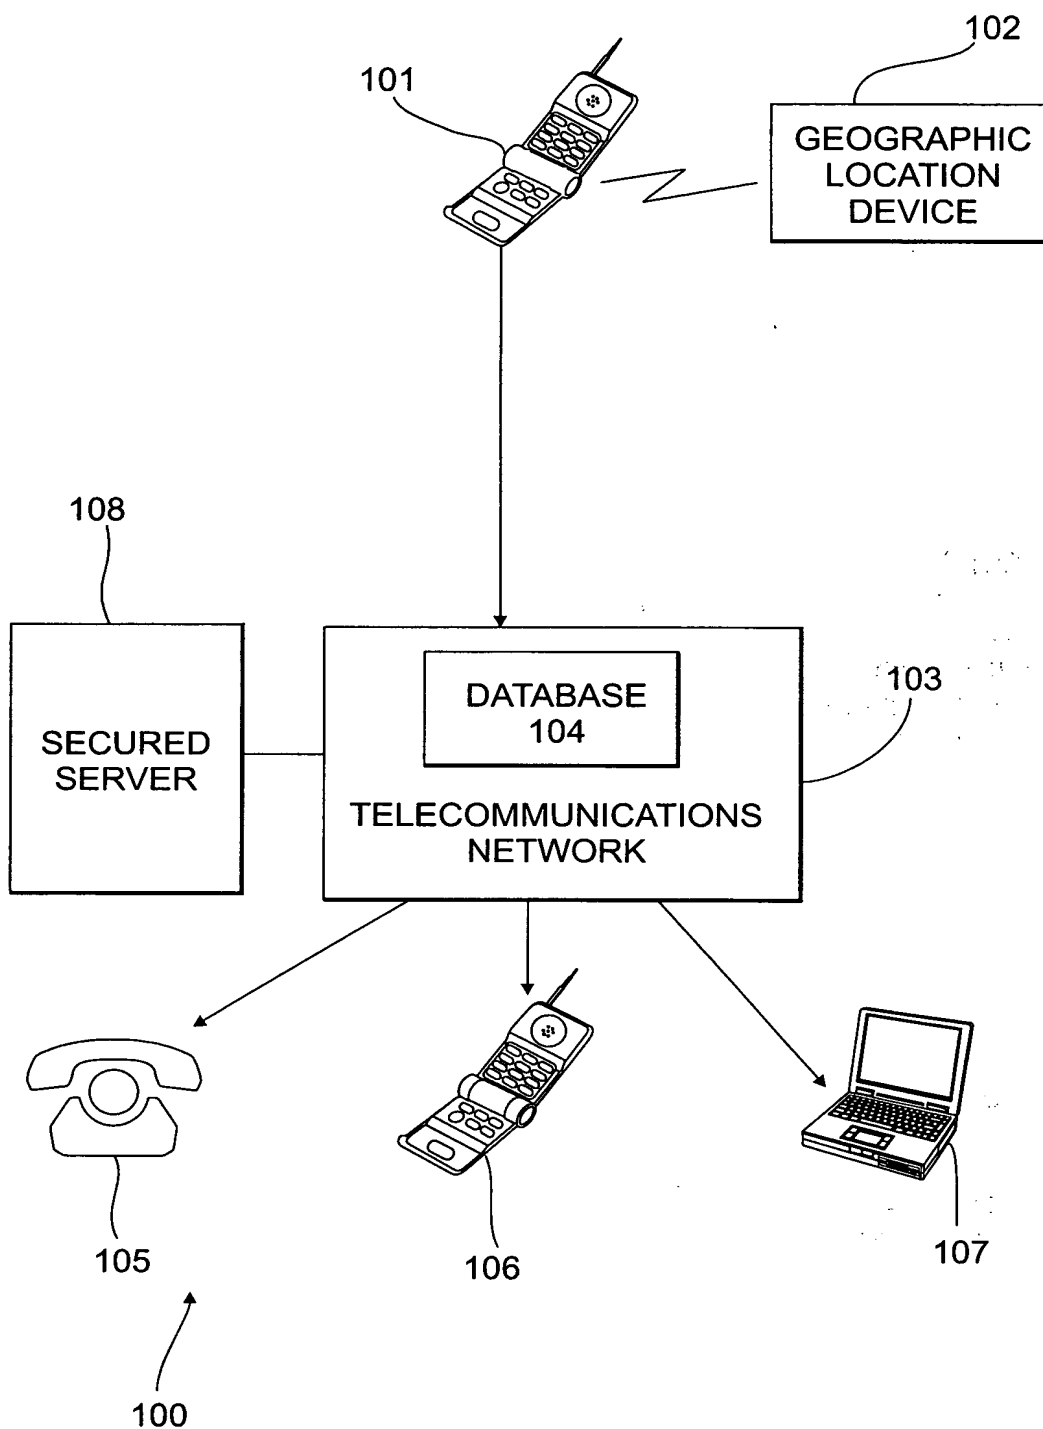 102
101
GEOGRAPHIC
LOCATION
DEVICE
108
103
DATABASE
104
SECURED
SERVER
TELECOMMUNICATIONS
NETWORK
105
106
107
100